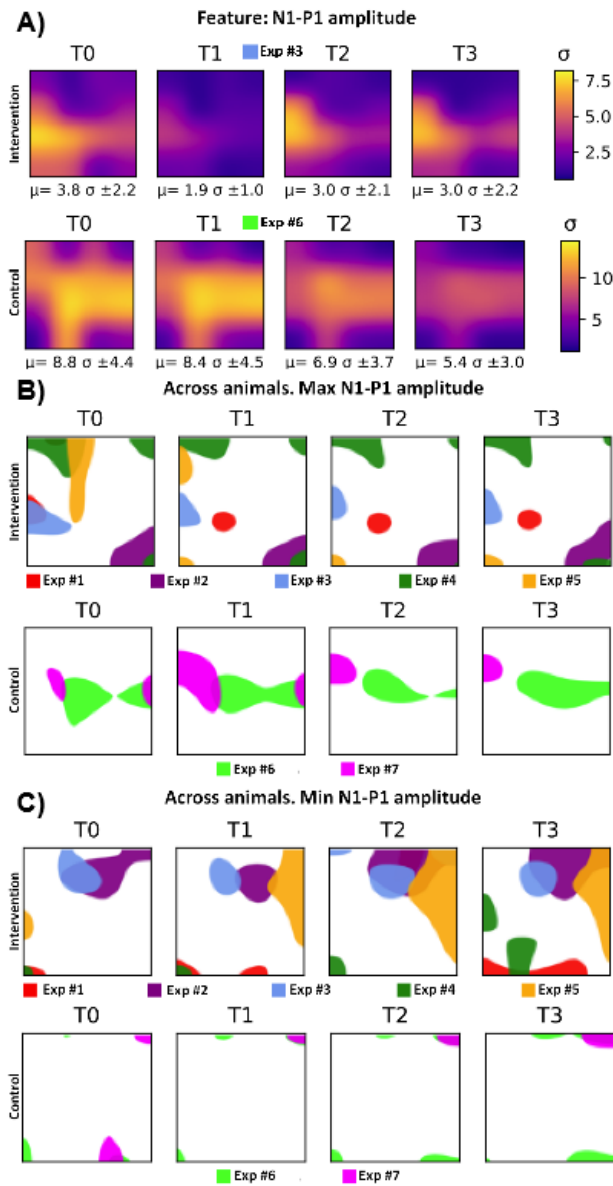 A)
Feature: N1-P1 amplitude
Exp #3
T0 T1 T2 T3 σ
Intervention
7.5
5.0
2.5
μ= 3.8 σ ±2.2 μ= 1.9 σ ±1.0 μ= 3.0 σ ±2.1 μ= 3.0 σ ±2.2
Exp #6
T0 T1 T2 T3 σ
Control
10
5
μ= 8.8 σ ±4.4 μ= 8.4 σ ±4.5 μ= 6.9 σ ±3.7 μ= 5.4 σ ±3.0
B)
Across animals. Max N1-P1 amplitude
T0 T1 T2 T3
Intervention
Exp #1 Exp #2 Exp #3 Exp #4 Exp #5
T0 T1 T2 T3
Control
Exp #6 Exp #7
C)
Across animals. Min N1-P1 amplitude
T0 T1 T2 T3
Intervention
Exp #1 Exp #2 Exp #3 Exp #4 Exp #5
T0 T1 T2 T3
Control
Exp #6 Exp #7